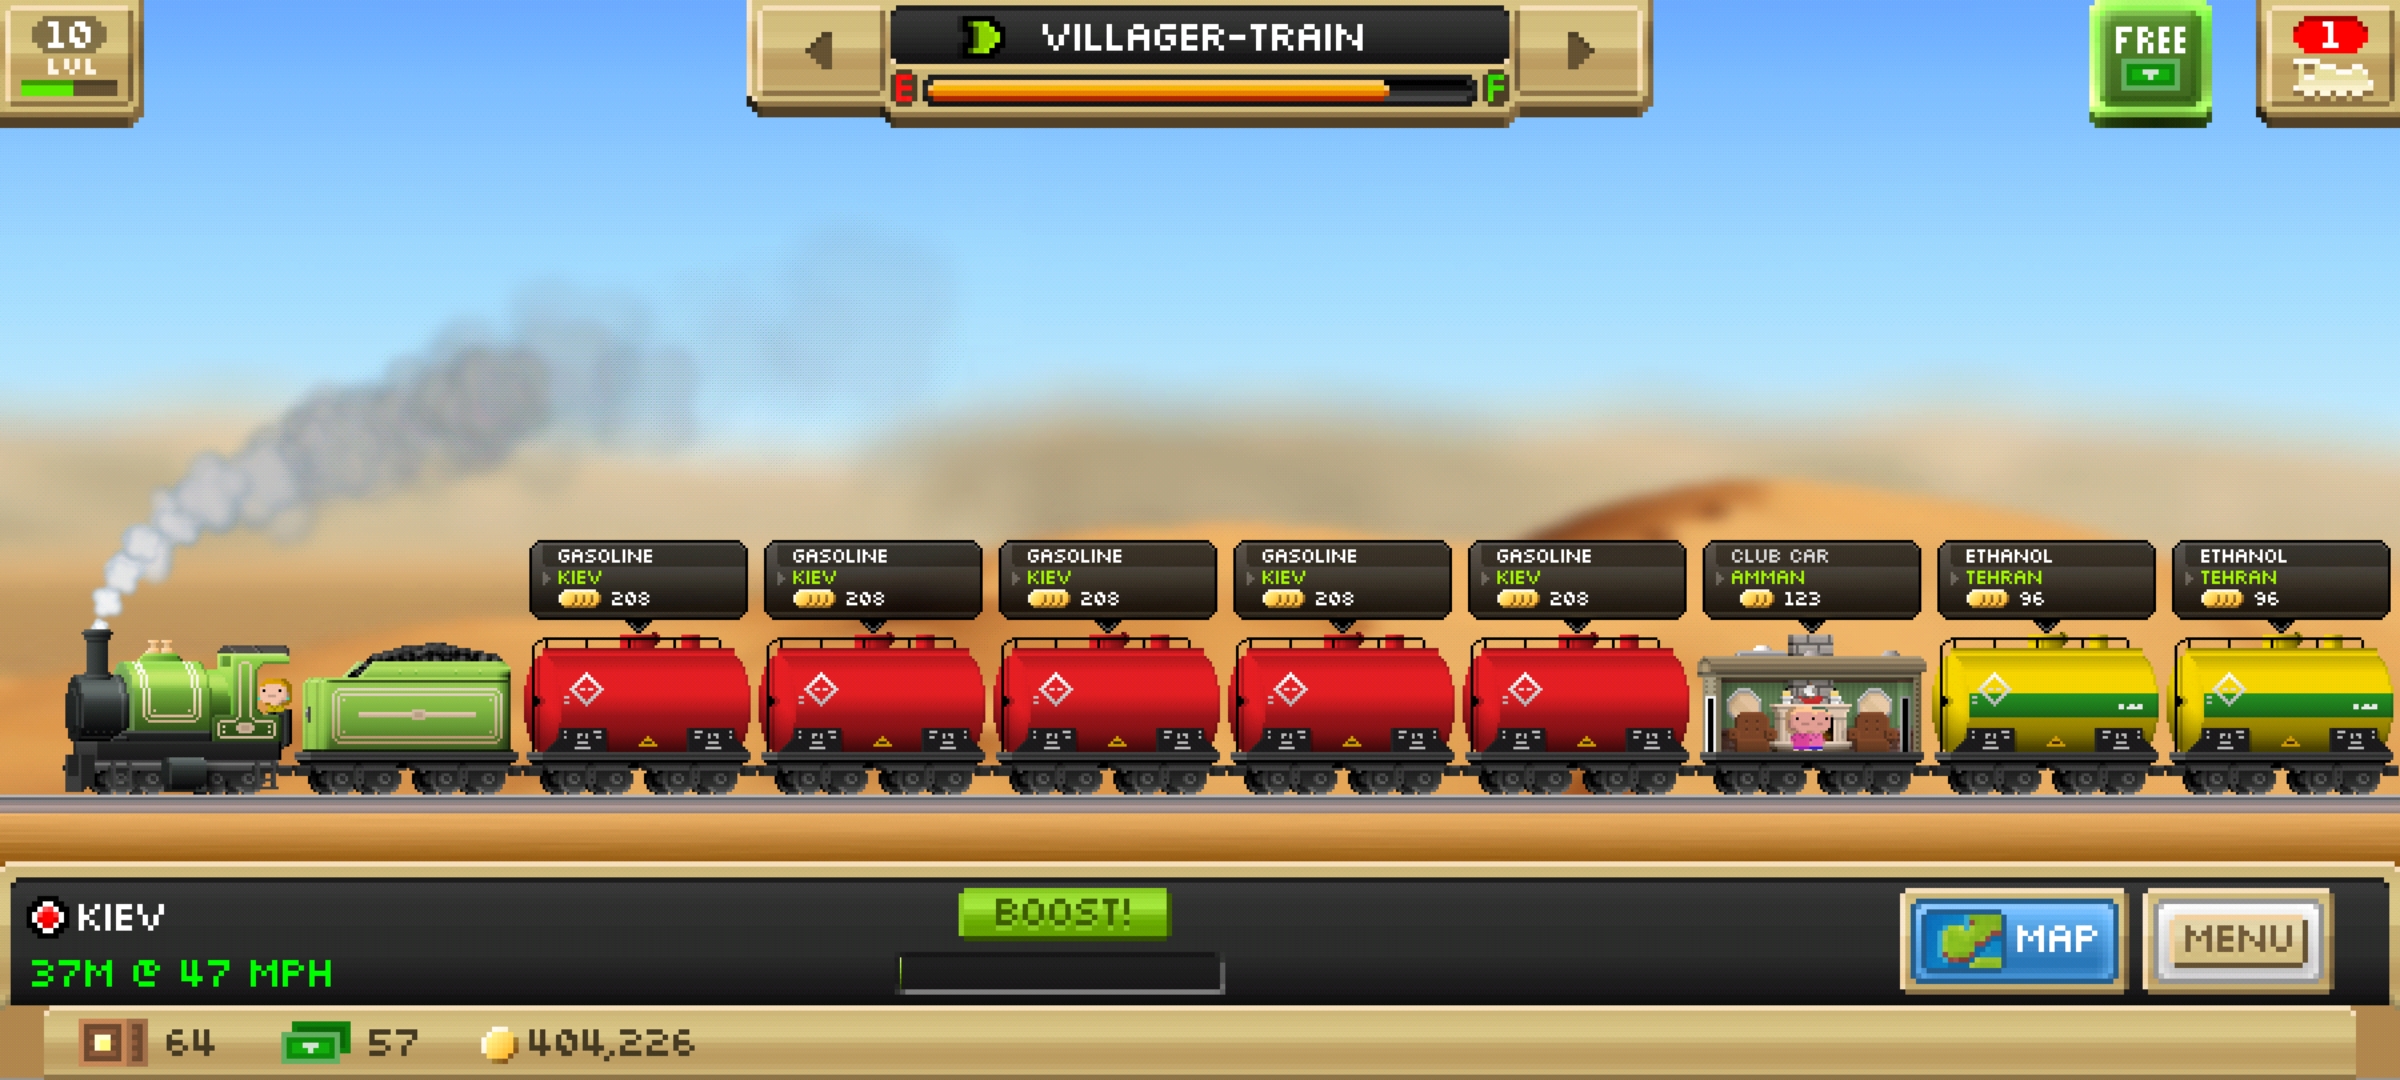 10
LVL
VILLAGER-TRAIN
E F
FREE
1
GASOLINE
KIEV
208
GASOLINE
KIEV
208
GASOLINE
KIEV
208
GASOLINE
KIEV
208
GASOLINE
KIEV
208
CLUB CAR
AMMAN
123
ETHANOL
TEHRAN
96
ETHANOL
TEHRAN
96
KIEV
37M @ 47 MPH
BOOST!
MAP
MENU
64
57
404,226